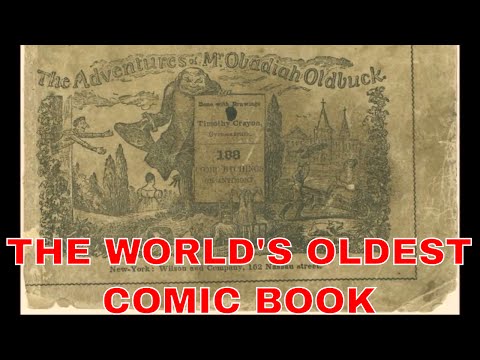 The Adventures of Mr. Obadiah Oldbuck
Done with Drawings
Timothy Crayon,
188
THE WORLD'S OLDEST
New-York: Wilson and Company, 162 Nassau street.
COMIC BOOK